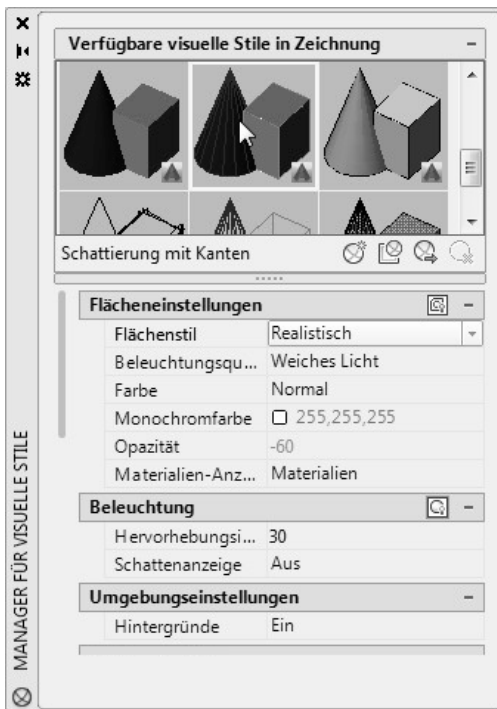 Verfügbare visuelle Stile in Zeichnung
Schattierung mit Kanten
Flächeneinstellungen
Flächenstil Realistisch
Beleuchtungsqu... Weiches Licht
Farbe Normal
Monochromfarbe 255,255,255
Opazität -60
Materialien-Anz... Materialien
Beleuchtung
Hervorhebungsi... 30
Schattenanzeige Aus
Umgebungseinstellungen
Hintergründe Ein
MANAGER FÜR VISUELLE STILE